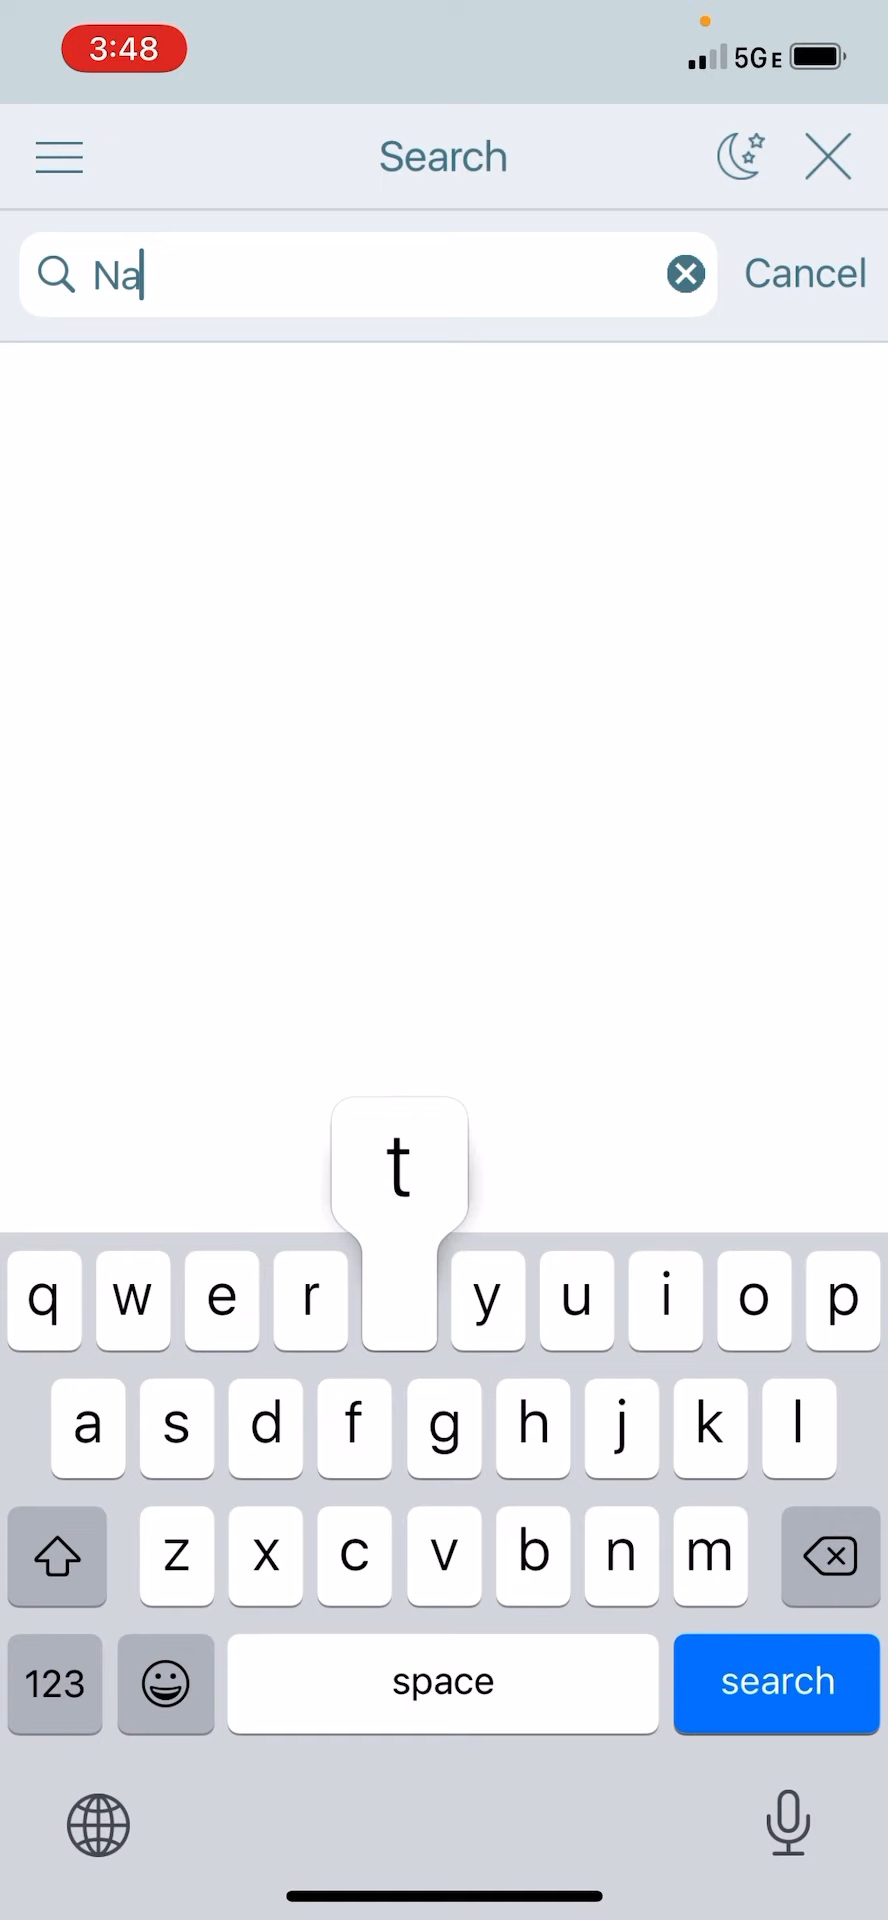 3:48 5GE
Search
Na Cancel
t
q w e r y u i o p
a s d f g h j k l
z x c v b n m
123 space search